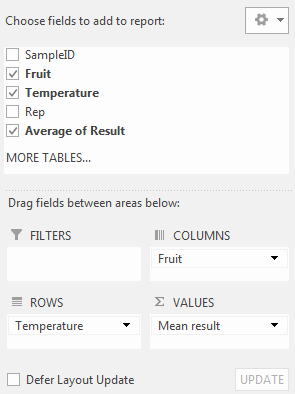 Choose fields to add to report:
SampleID
Fruit
Temperature
Rep
Average of Result
MORE TABLES...
Drag fields between areas below:
FILTERS
COLUMNS
Fruit
ROWS
VALUES
Temperature
Mean result
Defer Layout Update
UPDATE